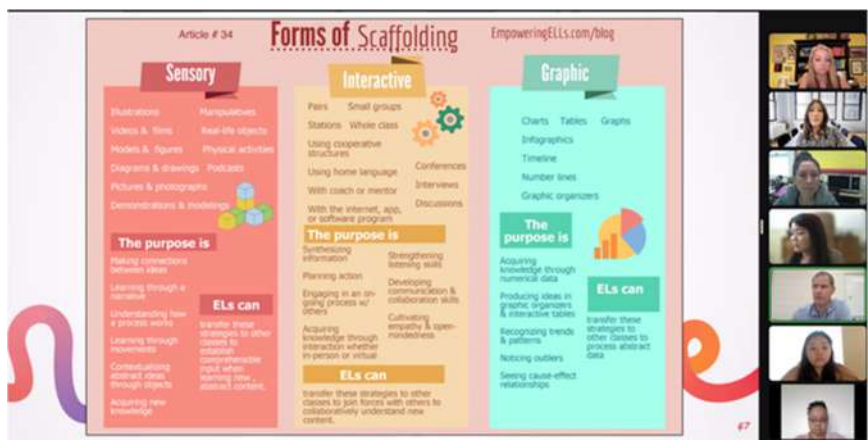 Article # 34
Forms of Scaffolding
EmpoweringELLs.com/blog
Sensory
Illustrations Manipulatives
Videos & films Real-life objects
Models & figures Physical activities
Diagrams & drawings Podcasts
Pictures & photographs
Demonstrations & modelings
The purpose is
Making connections
between ideas
Learning through a
narrative
Understanding how
a process works
Learning through
movements
Contextualizing
abstract ideas
through objects
Acquiring new
knowledge
ELs can
transfer these
strategies to other
classes to
establish
comprehensible
input when
learning new ,
abstract content.
Interactive
Pairs Small groups
Stations Whole class
Using cooperative
structures
Using home language
With coach or mentor
With the internet, app,
or software program
Conferences
Interviews
Discussions
The purpose is
Synthesizing
information
Planning action
Engaging in an on-
going process w/
others
Acquiring
knowledge through
interaction whether
in-person or virtual
Strengthening
listening skills
Developing
communication &
collaboration skills
Cultivating
empathy & open-
mindedness
ELs can
transfer these strategies to other
classes to join forces with others to
collaboratively understand new
content.
Graphic
Charts Tables Graphs
Infographics
Timeline
Number lines
Graphic organizers
The
purpose is
Acquiring
knowledge through
numerical data
Producing ideas in
graphic organizers
& interactive tables
Recognizing trends
& patterns
Noticing outliers
Seeing cause-effect
relationships
ELs can
transfer these
strategies to
other classes to
process abstract
data
67